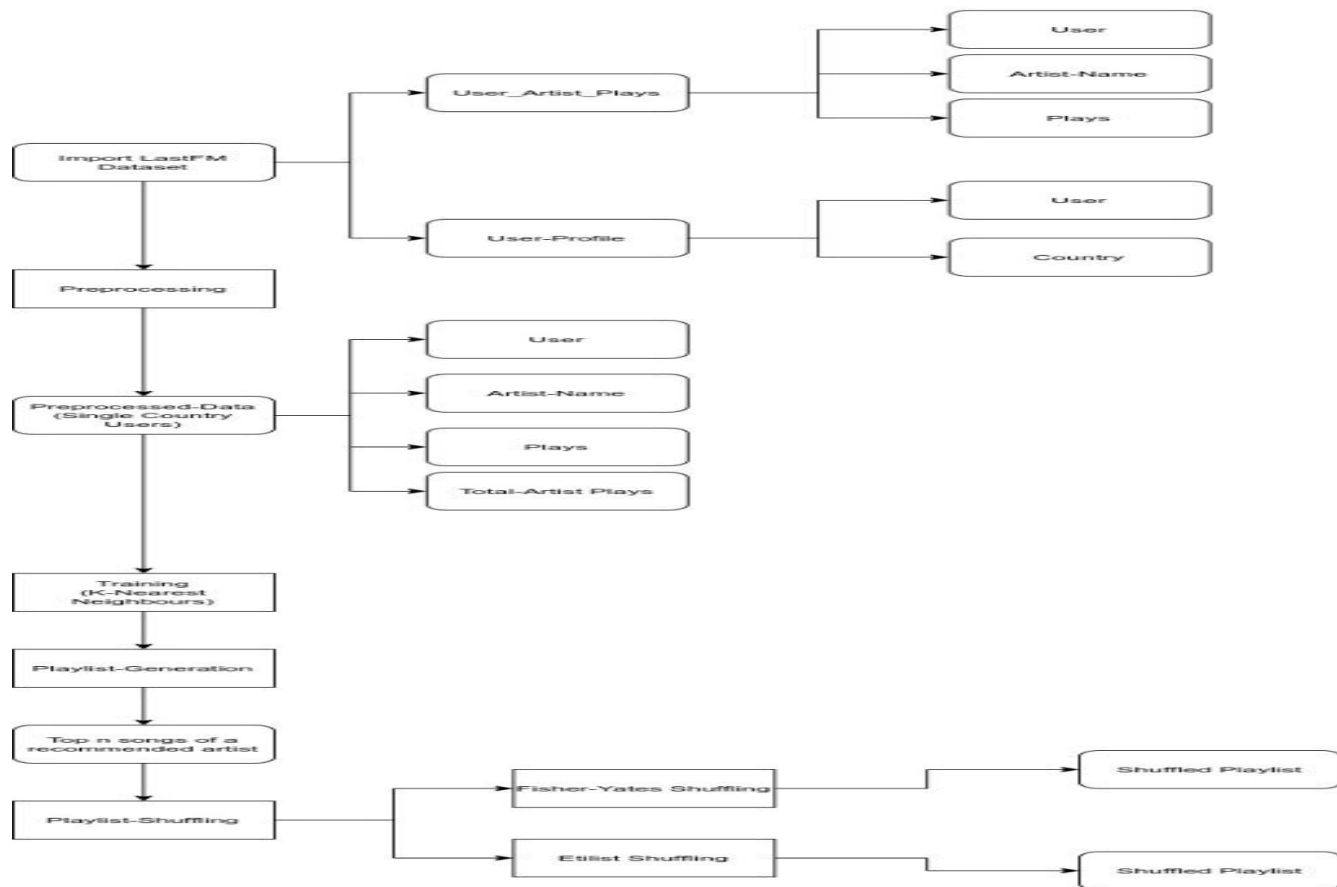 User
User_Artist_Plays
Artist-Name
Plays
Import LastFM
Dataset
User
User-Profile
Country
Preprocessing
User
Artist-Name
Preprocessed-Data
(Single Country
Users)
Plays
Total-Artist Plays
Training
(K-Nearest
Neighbours)
Playlist-Generation
Top n songs of a
recommended artist
Playlist-Shuffling
Fisher-Yates Shuffling
Shuffled Playlist
Etilist Shuffling
Shuffled Playlist